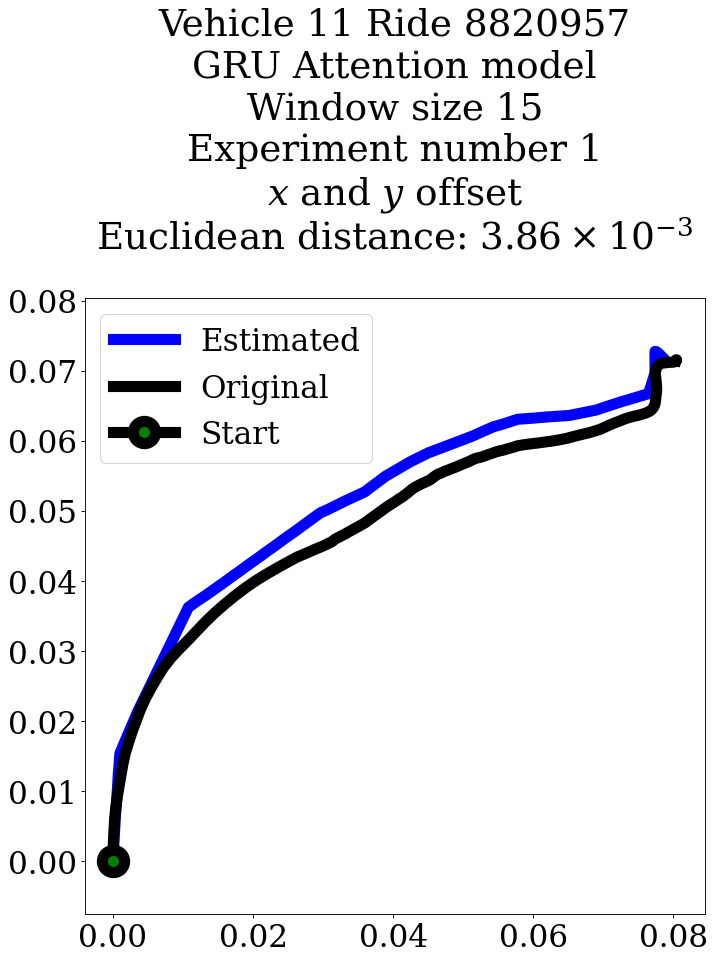 Vehicle 11 Ride 8820957
GRU Attention model
Window size 15
Experiment number 1
x and y offset
Euclidean distance: 3.86 × 10⁻³
0.08
0.07
0.06
0.05
0.04
0.03
0.02
0.01
0.00
Estimated
Original
Start
0.00 0.02 0.04 0.06 0.08